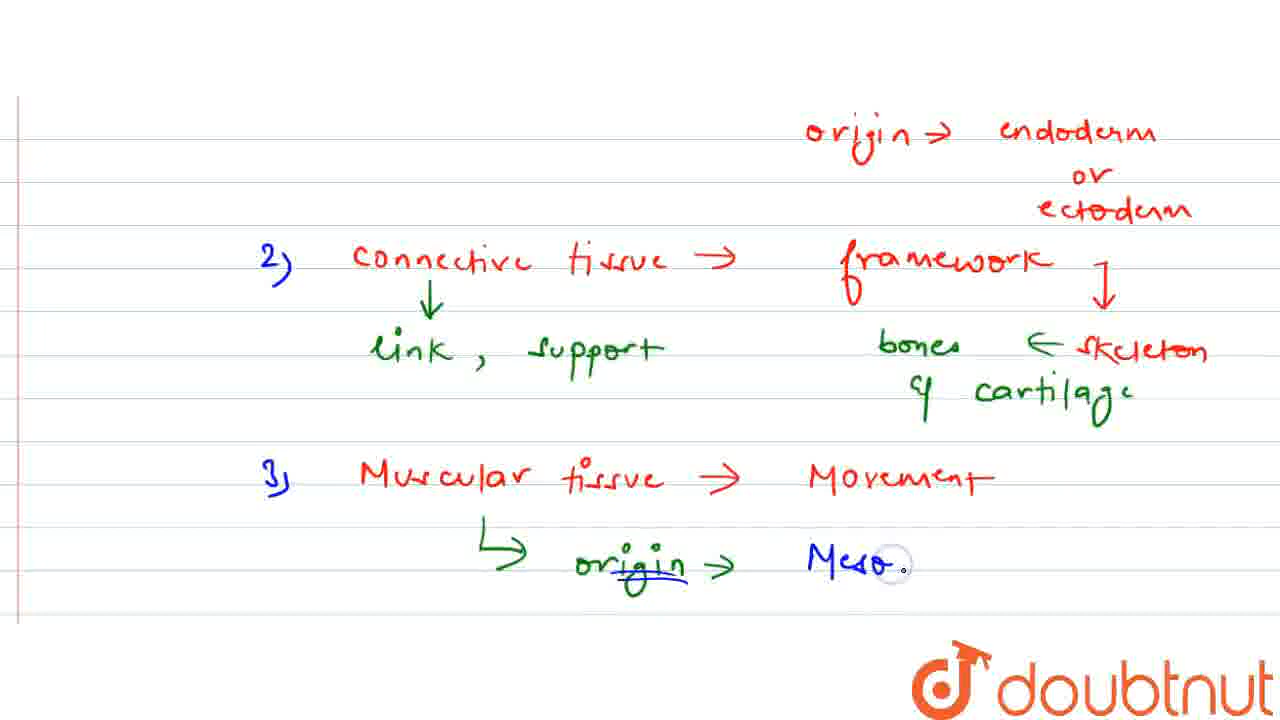 origin → endoderm
or
ectoderm
2) connective tissue → framework
↓
link, support
bones ← skeleton
& cartilage
3) Muscular tissue → Movement
origin → Meso
doubtnut